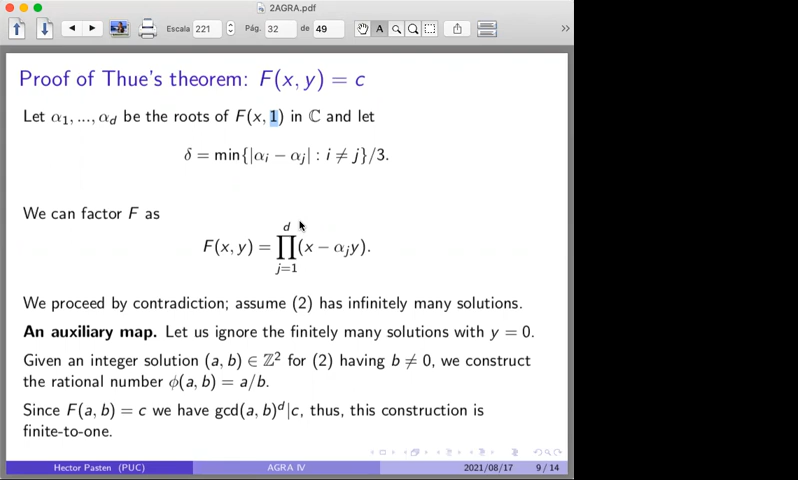 2AGRA.pdf
Escala 221 Pág. 32 de 49 A »
Proof of Thue's theorem: F(x, y) = c
Let α₁, ..., α_d be the roots of F(x, 1) in ℂ and let
δ = min{|αᵢ − αⱼ| : i ≠ j}/3.
We can factor F as
F(x, y) = ∏_{j=1}^{d} (x − αⱼy).
We proceed by contradiction; assume (2) has infinitely many solutions.
An auxiliary map. Let us ignore the finitely many solutions with y = 0.
Given an integer solution (a, b) ∈ ℤ² for (2) having b ≠ 0, we construct
the rational number ϕ(a, b) = a/b.
Since F(a, b) = c we have gcd(a, b)^d|c, thus, this construction is
finite-to-one.
Hector Pasten (PUC) AGRA IV 2021/08/17 9 / 14